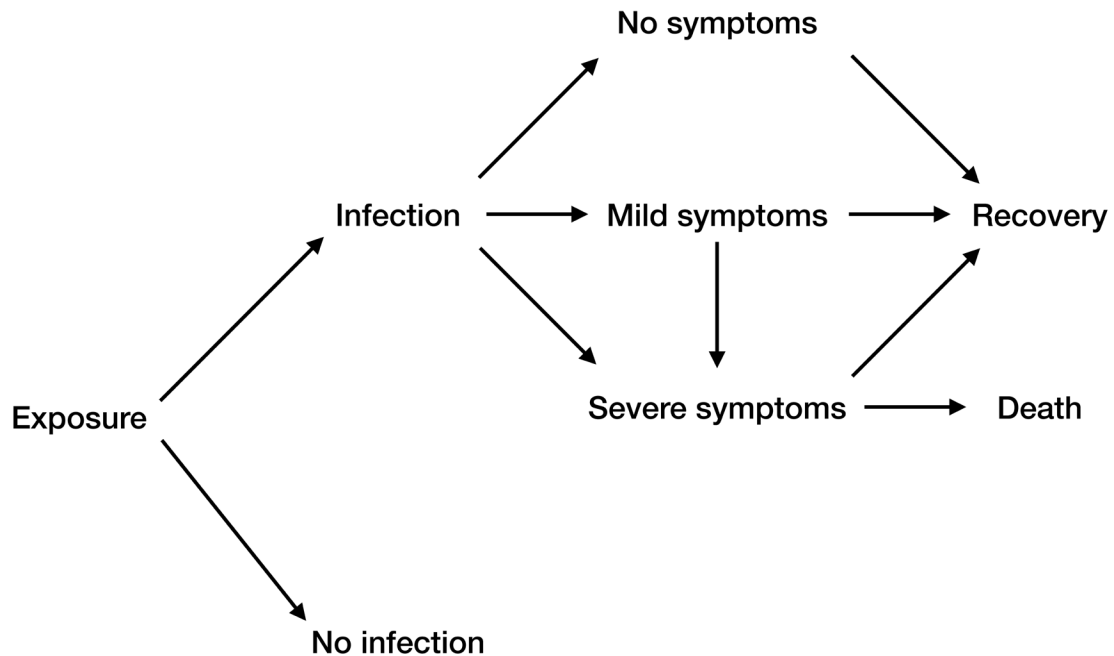 No symptoms
Infection
Mild symptoms
Recovery
Exposure
Severe symptoms
Death
No infection